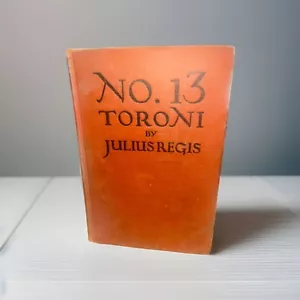 NO. 13
TORONI
BY
JULIUS REGIS